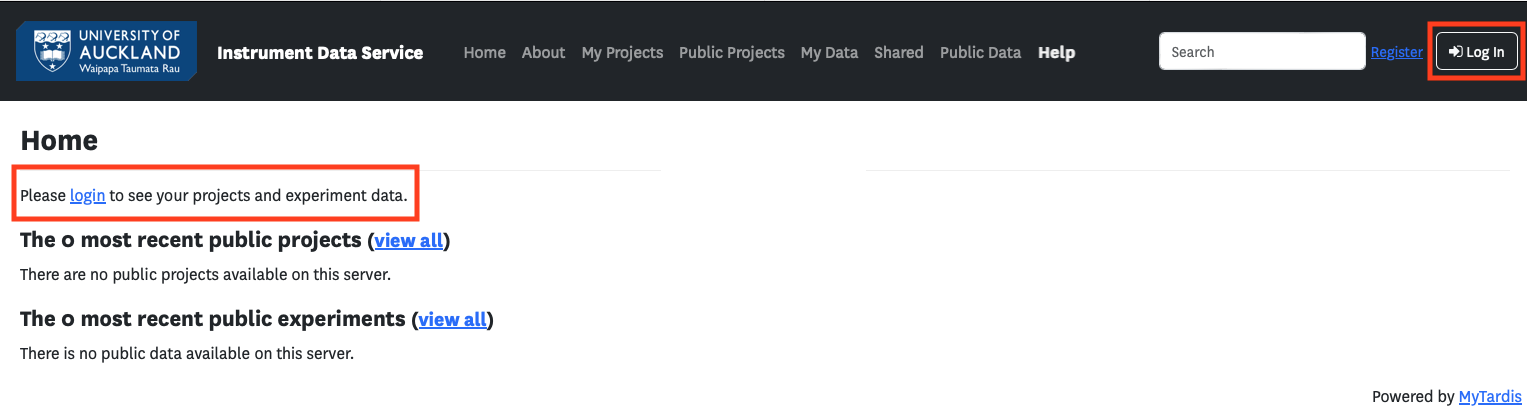 UNIVERSITY OF
AUCKLAND
Waipapa Taumata Rau
Instrument Data Service
Home About My Projects Public Projects My Data Shared Public Data Help
Search
Register
Log In
Home
Please login to see your projects and experiment data.
The 0 most recent public projects (view all)
There are no public projects available on this server.
The 0 most recent public experiments (view all)
There is no public data available on this server.
Powered by MyTardis